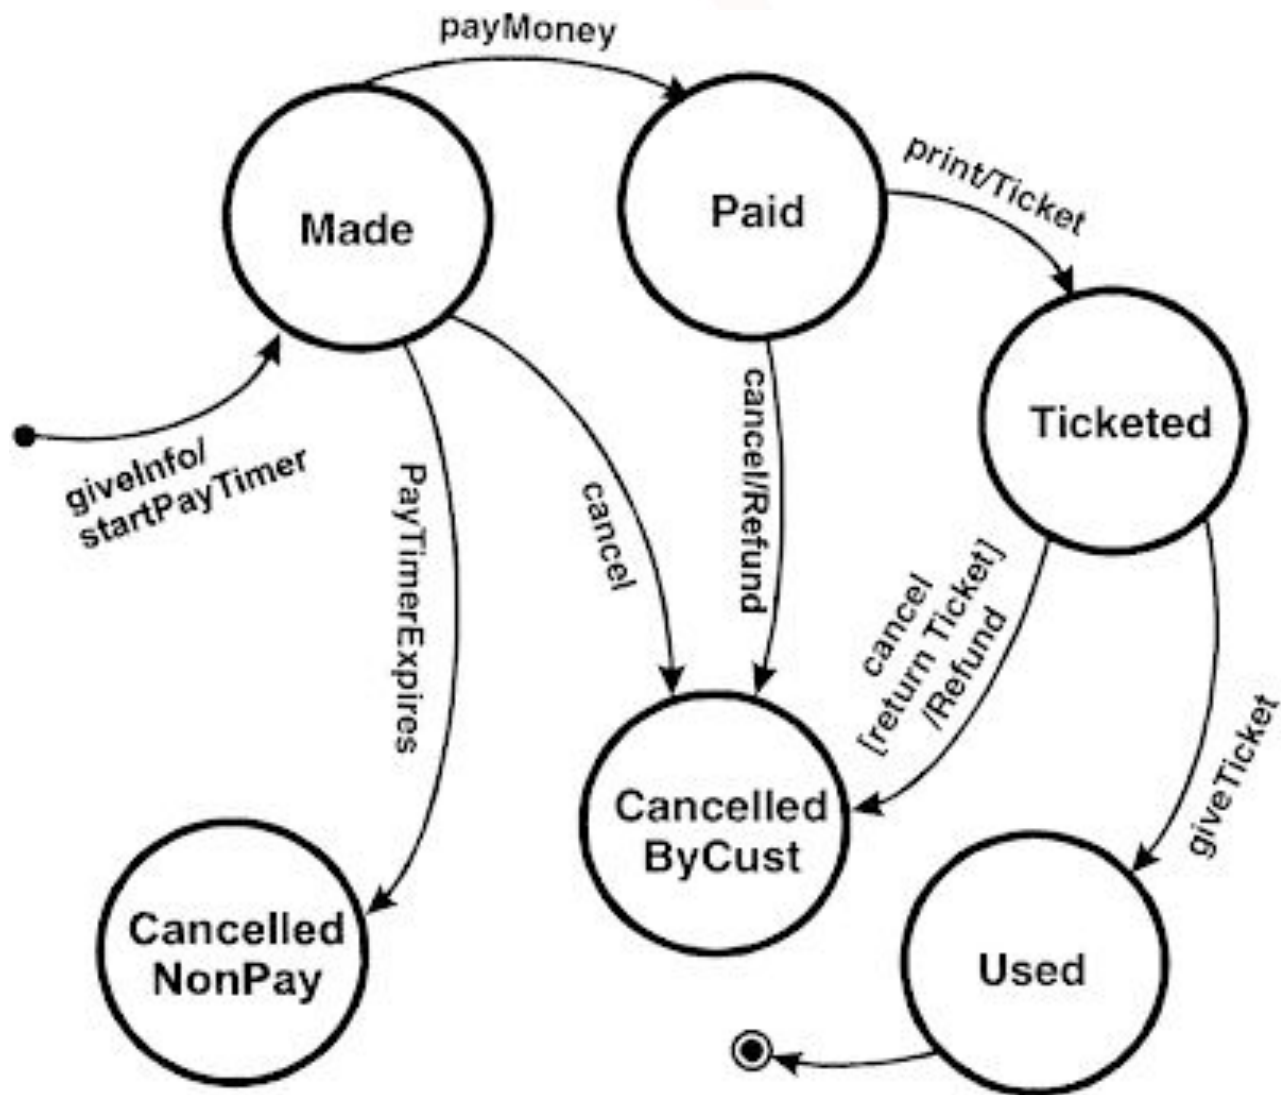 payMoney
Made
Paid
print/Ticket
Ticketed
giveInfo/
startPayTimer
PayTimerExpires
cancel
cancel/Refund
cancel
[return Ticket]
/Refund
giveTicket
Cancelled
ByCust
Cancelled
NonPay
Used